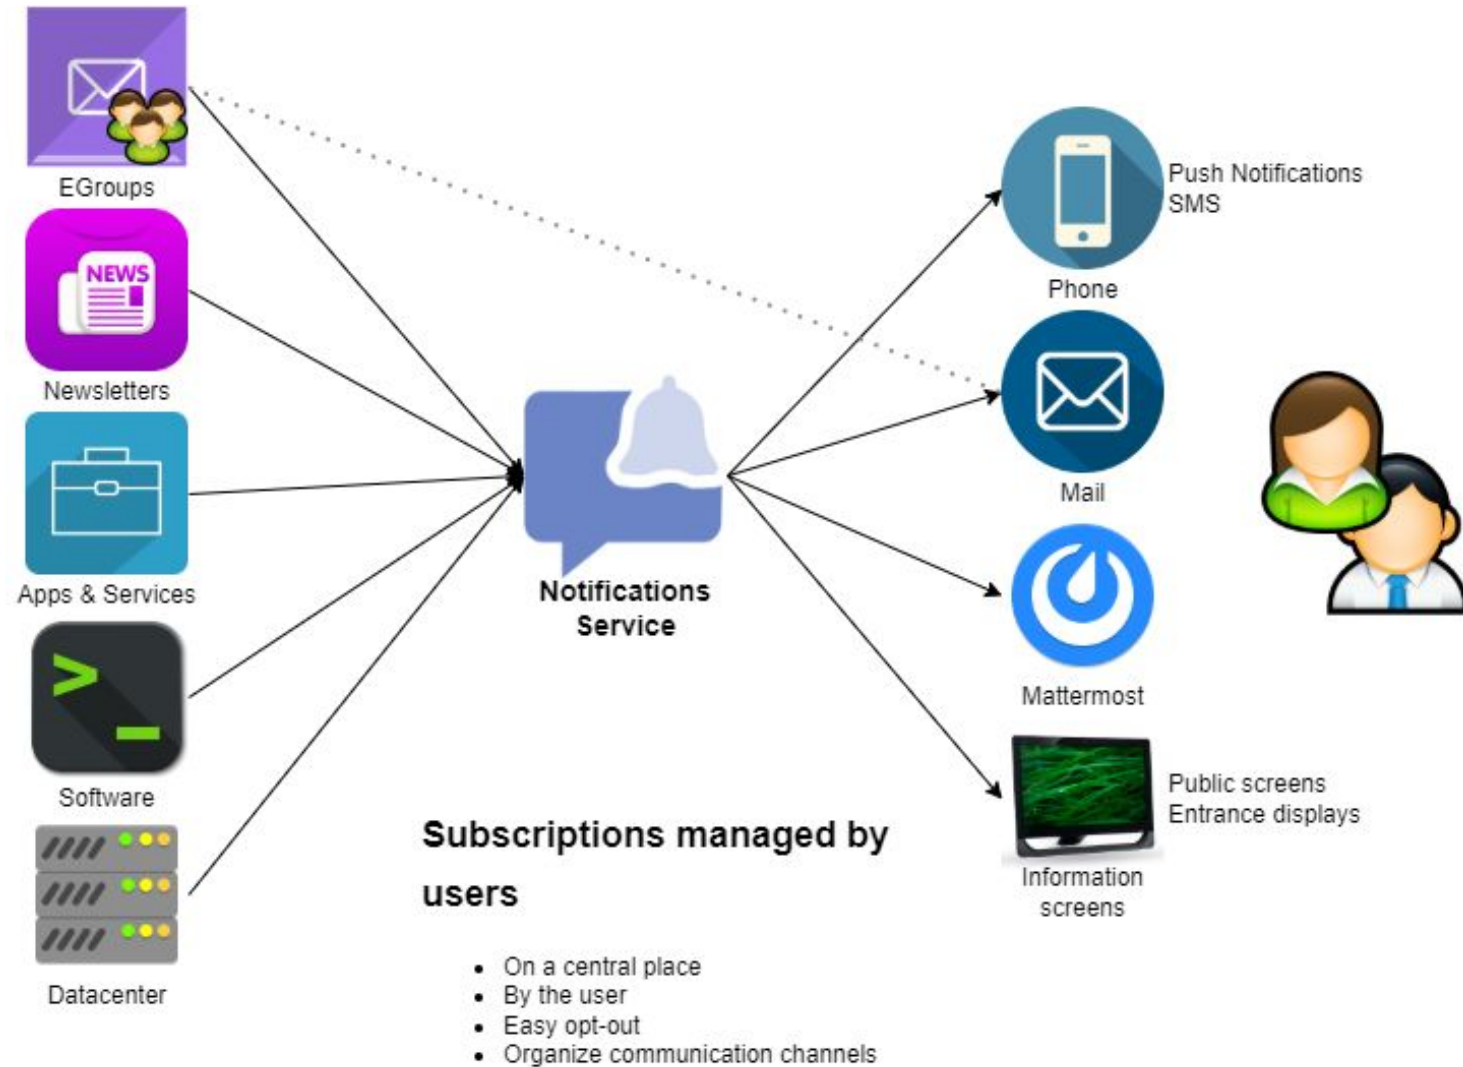 EGroups
NEWS
Newsletters
Apps & Services
>_
Software
Datacenter
Notifications
Service
Subscriptions managed by
users
• On a central place
• By the user
• Easy opt-out
• Organize communication channels
Push Notifications
SMS
Phone
Mail
Mattermost
Public screens
Entrance displays
Information
screens